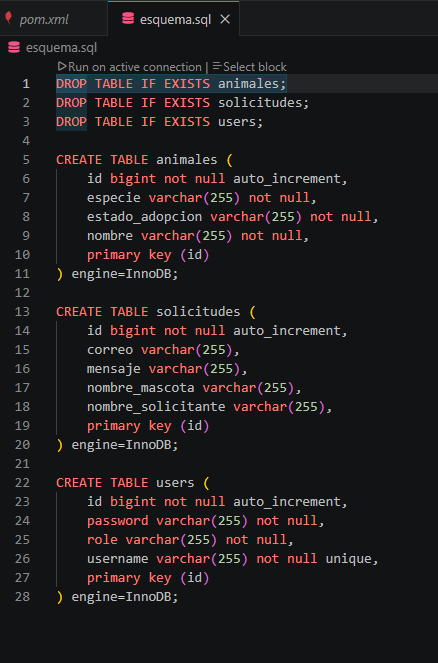 pom.xml
esquema.sql
esquema.sql
Run on active connection | Select block
1 DROP TABLE IF EXISTS animales;
2 DROP TABLE IF EXISTS solicitudes;
3 DROP TABLE IF EXISTS users;
4
5 CREATE TABLE animales (
6 id bigint not null auto_increment,
7 especie varchar(255) not null,
8 estado_adopcion varchar(255) not null,
9 nombre varchar(255) not null,
10 primary key (id)
11 ) engine=InnoDB;
12
13 CREATE TABLE solicitudes (
14 id bigint not null auto_increment,
15 correo varchar(255),
16 mensaje varchar(255),
17 nombre_mascota varchar(255),
18 nombre_solicitante varchar(255),
19 primary key (id)
20 ) engine=InnoDB;
21
22 CREATE TABLE users (
23 id bigint not null auto_increment,
24 password varchar(255) not null,
25 role varchar(255) not null,
26 username varchar(255) not null unique,
27 primary key (id)
28 ) engine=InnoDB;